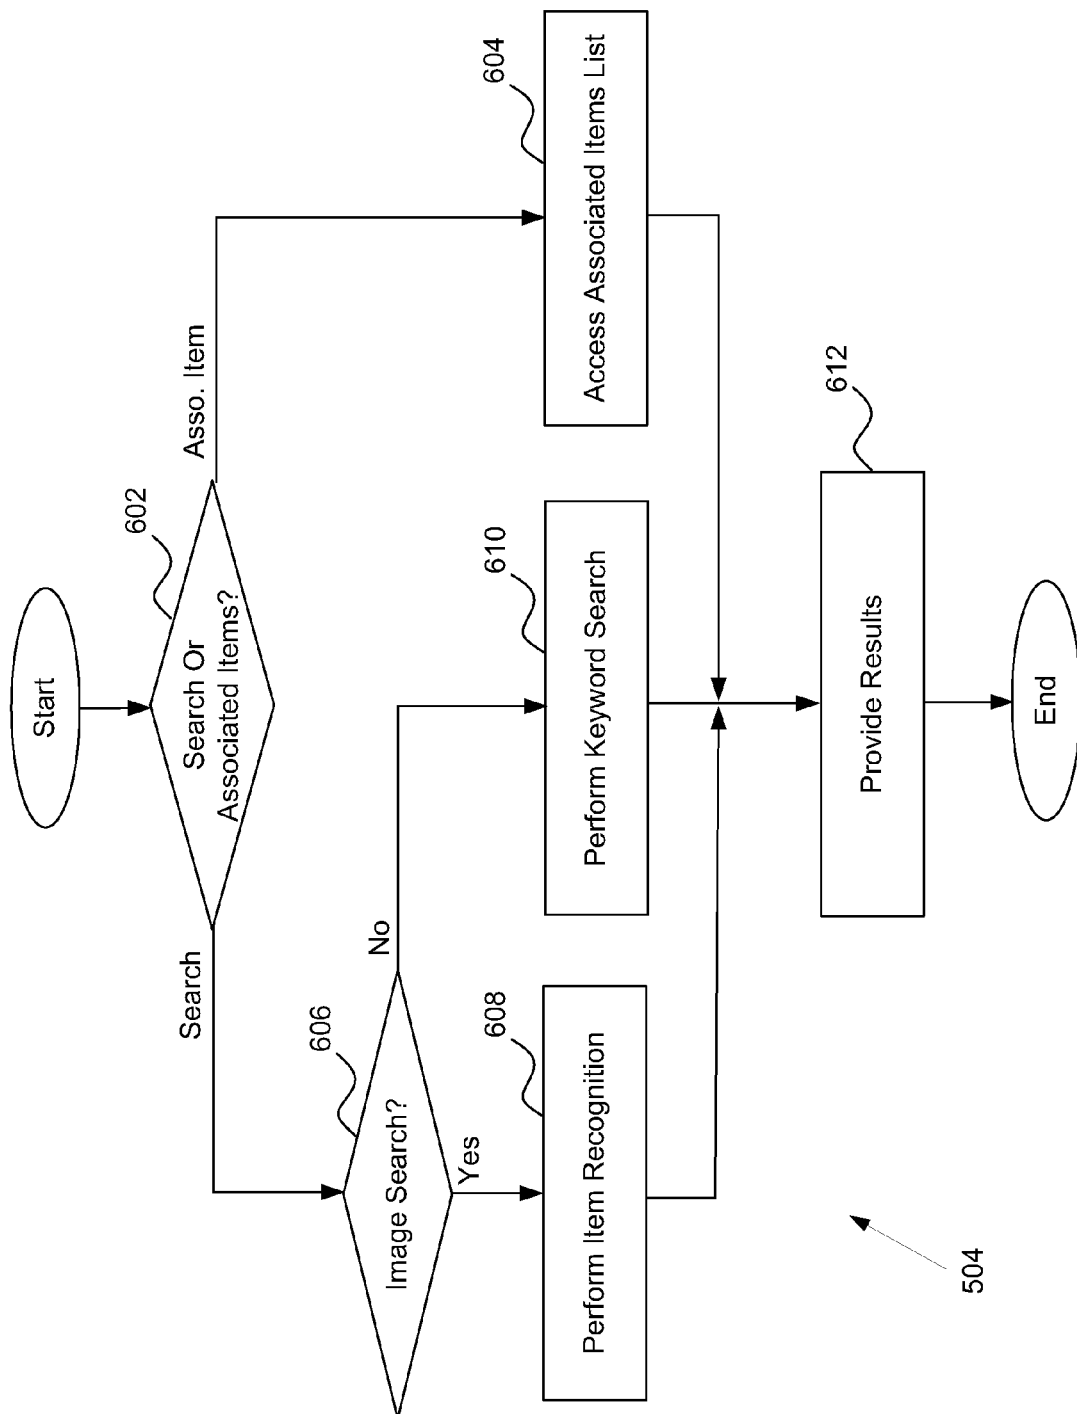 Start
602
Search Or
Associated Items?
Search
Asso. Item
606
Image Search?
No
Yes
608
Perform Item Recognition
610
Perform Keyword Search
604
Access Associated Items List
612
Provide Results
End
504